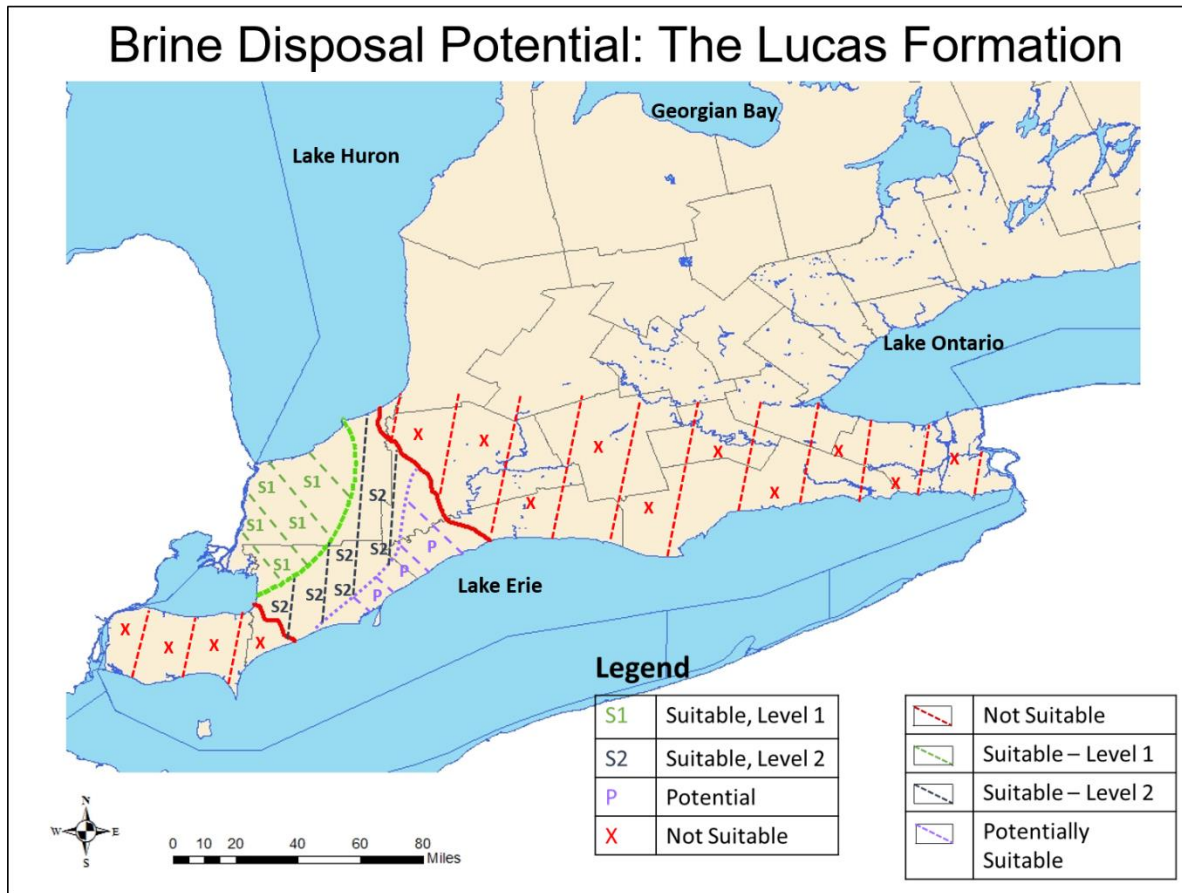 Brine Disposal Potential: The Lucas Formation
Georgian Bay
Lake Huron
Lake Ontario
X
X
X
X
X
X
X
X
X
X
S1
S1
S2
S1
S1
S2
S2
P
S1
P
S2
S2
P
S2
Lake Erie
X
X
X
X
Legend
S1 Suitable, Level 1
S2 Suitable, Level 2
P Potential
X Not Suitable
Not Suitable
Suitable – Level 1
Suitable – Level 2
Potentially
Suitable
N
W E
S
0 5 10 20 40 60 80
Miles